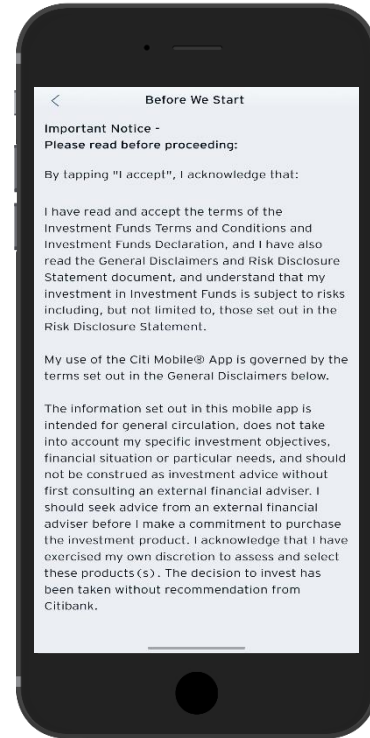 Before We Start
Important Notice -
Please read before proceeding:
By tapping "I accept", I acknowledge that:
I have read and accept the terms of the
Investment Funds Terms and Conditions and
Investment Funds Declaration, and I have also
read the General Disclaimers and Risk Disclosure
Statement document, and understand that my
investment in Investment Funds is subject to risks
including, but not limited to, those set out in the
Risk Disclosure Statement.
My use of the Citi Mobile® App is governed by the
terms set out in the General Disclaimers below.
The information set out in this mobile app is
intended for general circulation, does not take
into account my specific investment objectives,
financial situation or particular needs, and should
not be construed as investment advice without
first consulting an external financial adviser. I
should seek advice from an external financial
adviser before I make a commitment to purchase
the investment product. I acknowledge that I have
exercised my own discretion to assess and select
these products(s). The decision to invest has
been taken without recommendation from
Citibank.